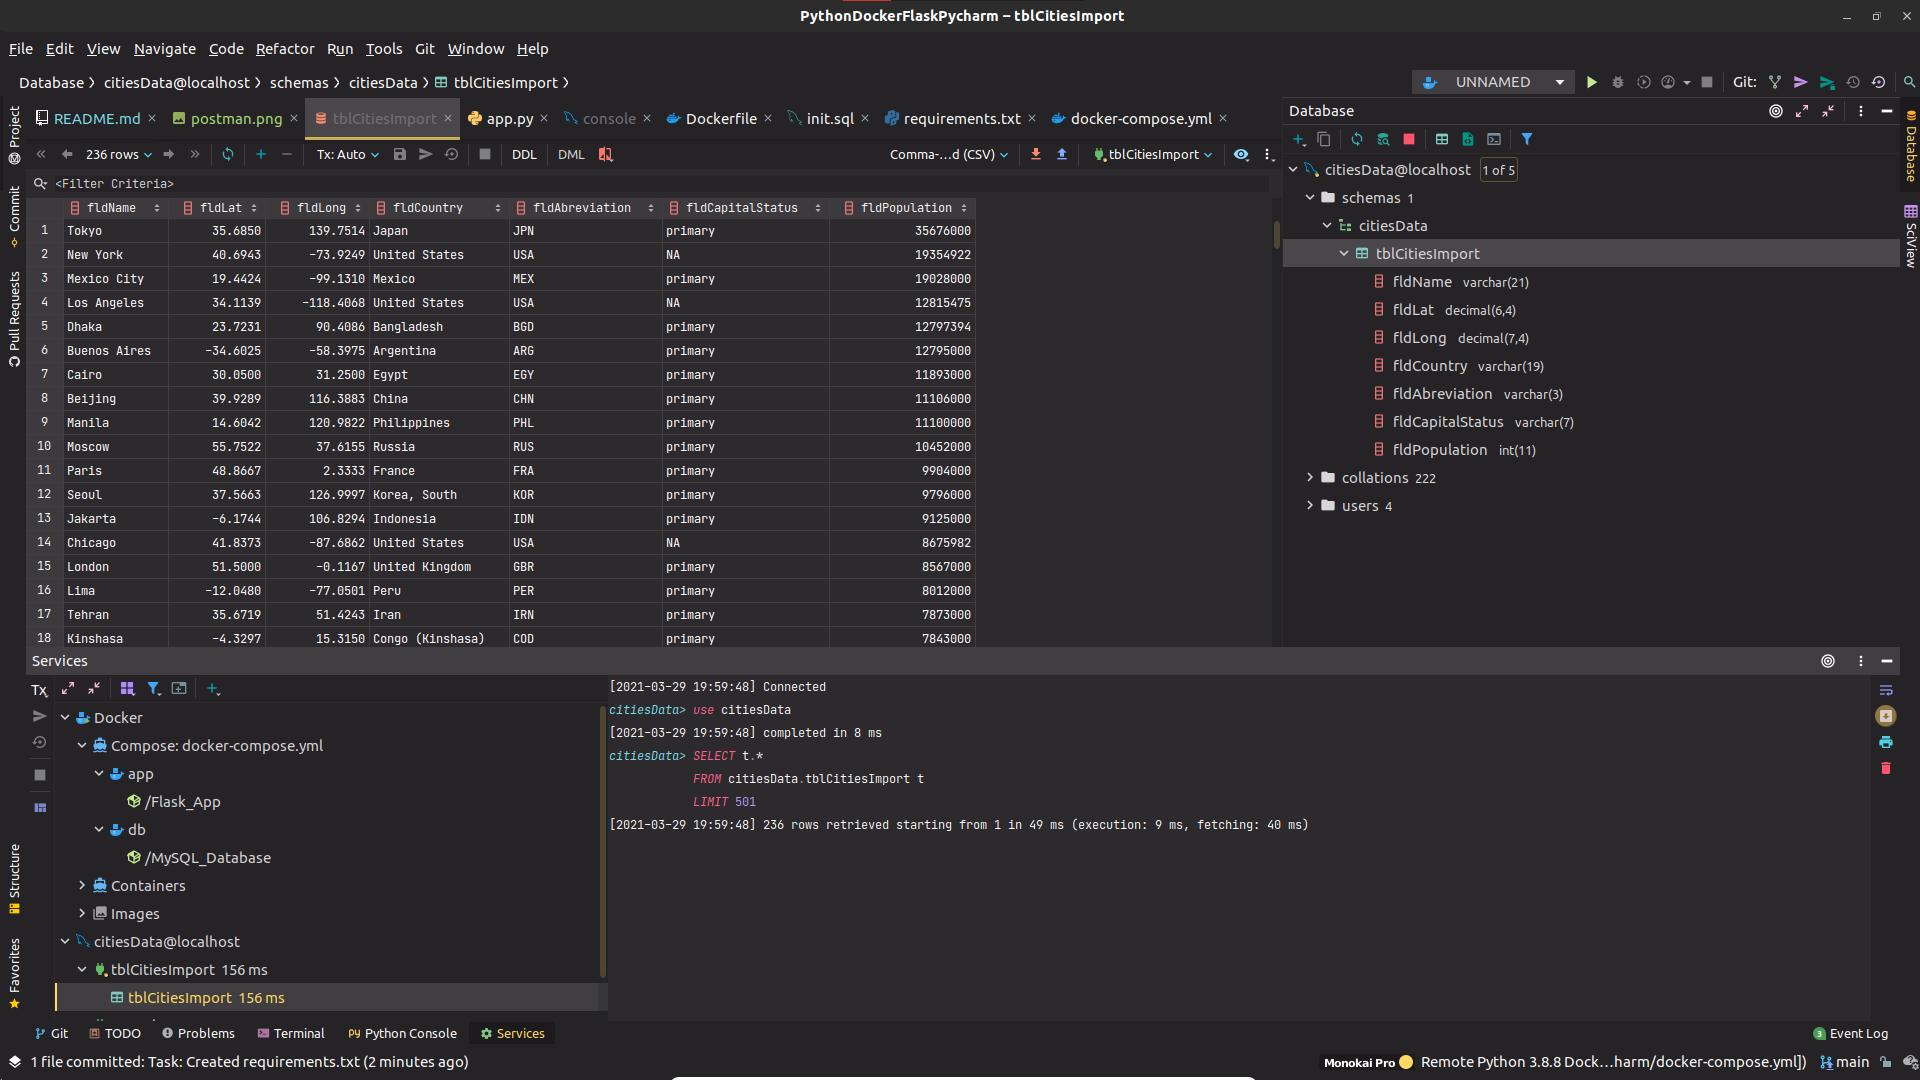 PythonDockerFlaskPycharm – tblCitiesImport
File Edit View Navigate Code Refactor Run Tools Git Window Help
Database citiesData@localhost schemas citiesData tblCitiesImport
UNNAMED Git:
README.md postman.png tblCitiesImport app.py console Dockerfile init.sql requirements.txt docker-compose.yml
236 rows Tx: Auto DDL DML Comma-...d (CSV) tblCitiesImport
<Filter Criteria>
fldName fldLat fldLong fldCountry fldAbreviation fldCapitalStatus fldPopulation
1 Tokyo 35.6850 139.7514 Japan JPN primary 35676000
2 New York 40.6943 -73.9249 United States USA NA 19354922
3 Mexico City 19.4424 -99.1310 Mexico MEX primary 19028000
4 Los Angeles 34.1139 -118.4068 United States USA NA 12815475
5 Dhaka 23.7231 90.4086 Bangladesh BGD primary 12797394
6 Buenos Aires -34.6025 -58.3975 Argentina ARG primary 12795000
7 Cairo 30.0500 31.2500 Egypt EGY primary 11893000
8 Beijing 39.9289 116.3883 China CHN primary 11106000
9 Manila 14.6042 120.9822 Philippines PHL primary 11100000
10 Moscow 55.7522 37.6155 Russia RUS primary 10452000
11 Paris 48.8667 2.3333 France FRA primary 9904000
12 Seoul 37.5663 126.9997 Korea, South KOR primary 9796000
13 Jakarta -6.1744 106.8294 Indonesia IDN primary 9125000
14 Chicago 41.8373 -87.6862 United States USA NA 8675982
15 London 51.5000 -0.1167 United Kingdom GBR primary 8567000
16 Lima -12.0480 -77.0501 Peru PER primary 8012000
17 Tehran 35.6719 51.4243 Iran IRN primary 7873000
18 Kinshasa -4.3297 15.3150 Congo (Kinshasa) COD primary 7843000
Database
citiesData@localhost 1 of 5
schemas 1
citiesData
tblCitiesImport
fldName varchar(21)
fldLat decimal(6,4)
fldLong decimal(7,4)
fldCountry varchar(19)
fldAbreviation varchar(3)
fldCapitalStatus varchar(7)
fldPopulation int(11)
collations 222
users 4
Project
Commit
Pull Requests
Structure
Favorites
Database
SciView
Services
Tx
Docker
Compose: docker-compose.yml
app
/Flask_App
db
/MySQL_Database
Containers
Images
citiesData@localhost
tblCitiesImport 156 ms
tblCitiesImport 156 ms
[2021-03-29 19:59:48] Connected
citiesData> use citiesData
[2021-03-29 19:59:48] completed in 8 ms
citiesData> SELECT t.*
FROM citiesData.tblCitiesImport t
LIMIT 501
[2021-03-29 19:59:48] 236 rows retrieved starting from 1 in 49 ms (execution: 9 ms, fetching: 40 ms)
Git TODO Problems Terminal Python Console Services 3 Event Log
1 file committed: Task: Created requirements.txt (2 minutes ago) Monokai Pro Remote Python 3.8.8 Dock...harm/docker-compose.yml]) main